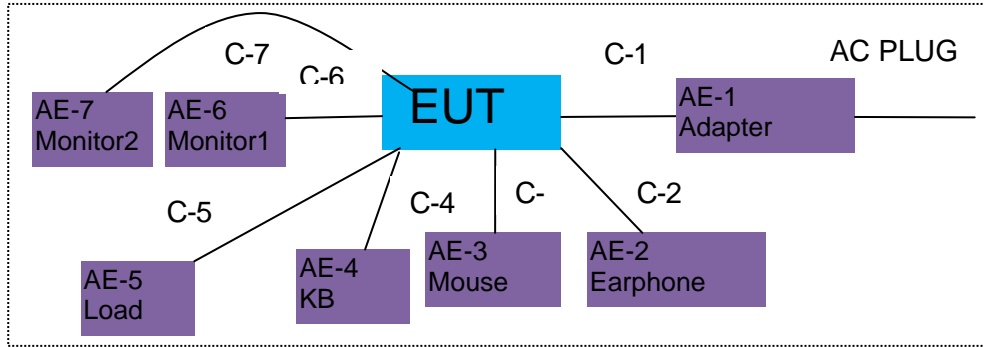 C-7
C-6
C-1
AC PLUG
AE-7
Monitor2
AE-6
Monitor1
EUT
AE-1
Adapter
C-5
C-4
C-
C-2
AE-5
Load
AE-4
KB
AE-3
Mouse
AE-2
Earphone